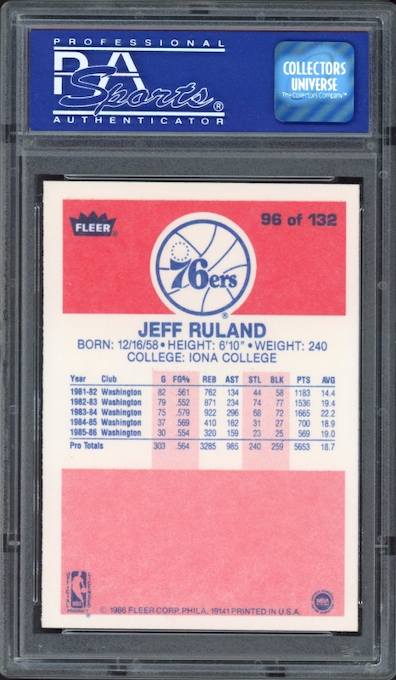 PROFESSIONAL
PSA
Sports®
AUTHENTICATOR
COLLECTORS
UNIVERSE
The Collectors Company™
FLEER®
76ers
®
96 of 132
JEFF RULAND
BORN: 12/16/58 • HEIGHT: 6'10" • WEIGHT: 240
COLLEGE: IONA COLLEGE
Year Club G FG% REB AST STL BLK PTS AVG
1981-82 Washington 82 .561 762 134 44 58 1183 14.4
1982-83 Washington 79 .552 871 234 74 77 1536 19.4
1983-84 Washington 75 .579 922 296 68 72 1665 22.2
1984-85 Washington 37 .569 410 162 31 27 700 18.9
1985-86 Washington 30 .554 320 159 23 25 569 19.0
Pro Totals 303 .564 3285 985 240 259 5653 18.7
NBA
© 1986 FLEER CORP. PHILA. 19141 PRINTED IN U.S.A.
NBA